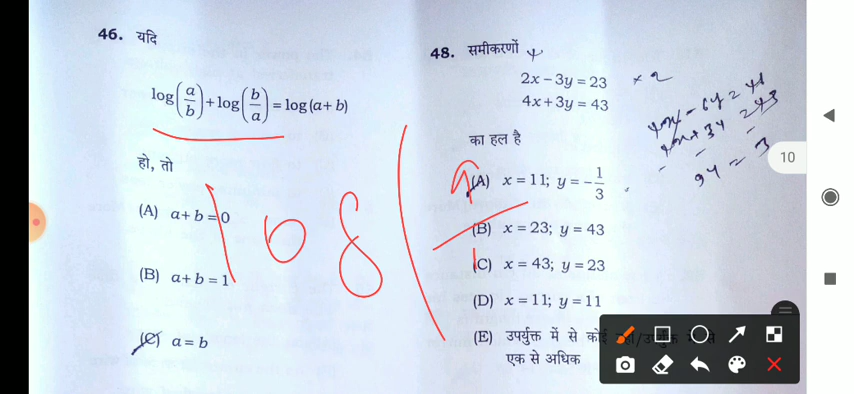 46. यदि
log(a/b) + log(b/a) = log(a+b)
हो, तो
(A) a+b=0
(B) a+b=1
(C) a=b
48. समीकरणों
2x − 3y = 23 ×2
4x + 3y = 43
का हल है
(A) x = 11; y = −1/3
(B) x = 23; y = 43
(C) x = 43; y = 23
(D) x = 11; y = 11
(E) उपर्युक्त में से कोई
एक से अधिक
10